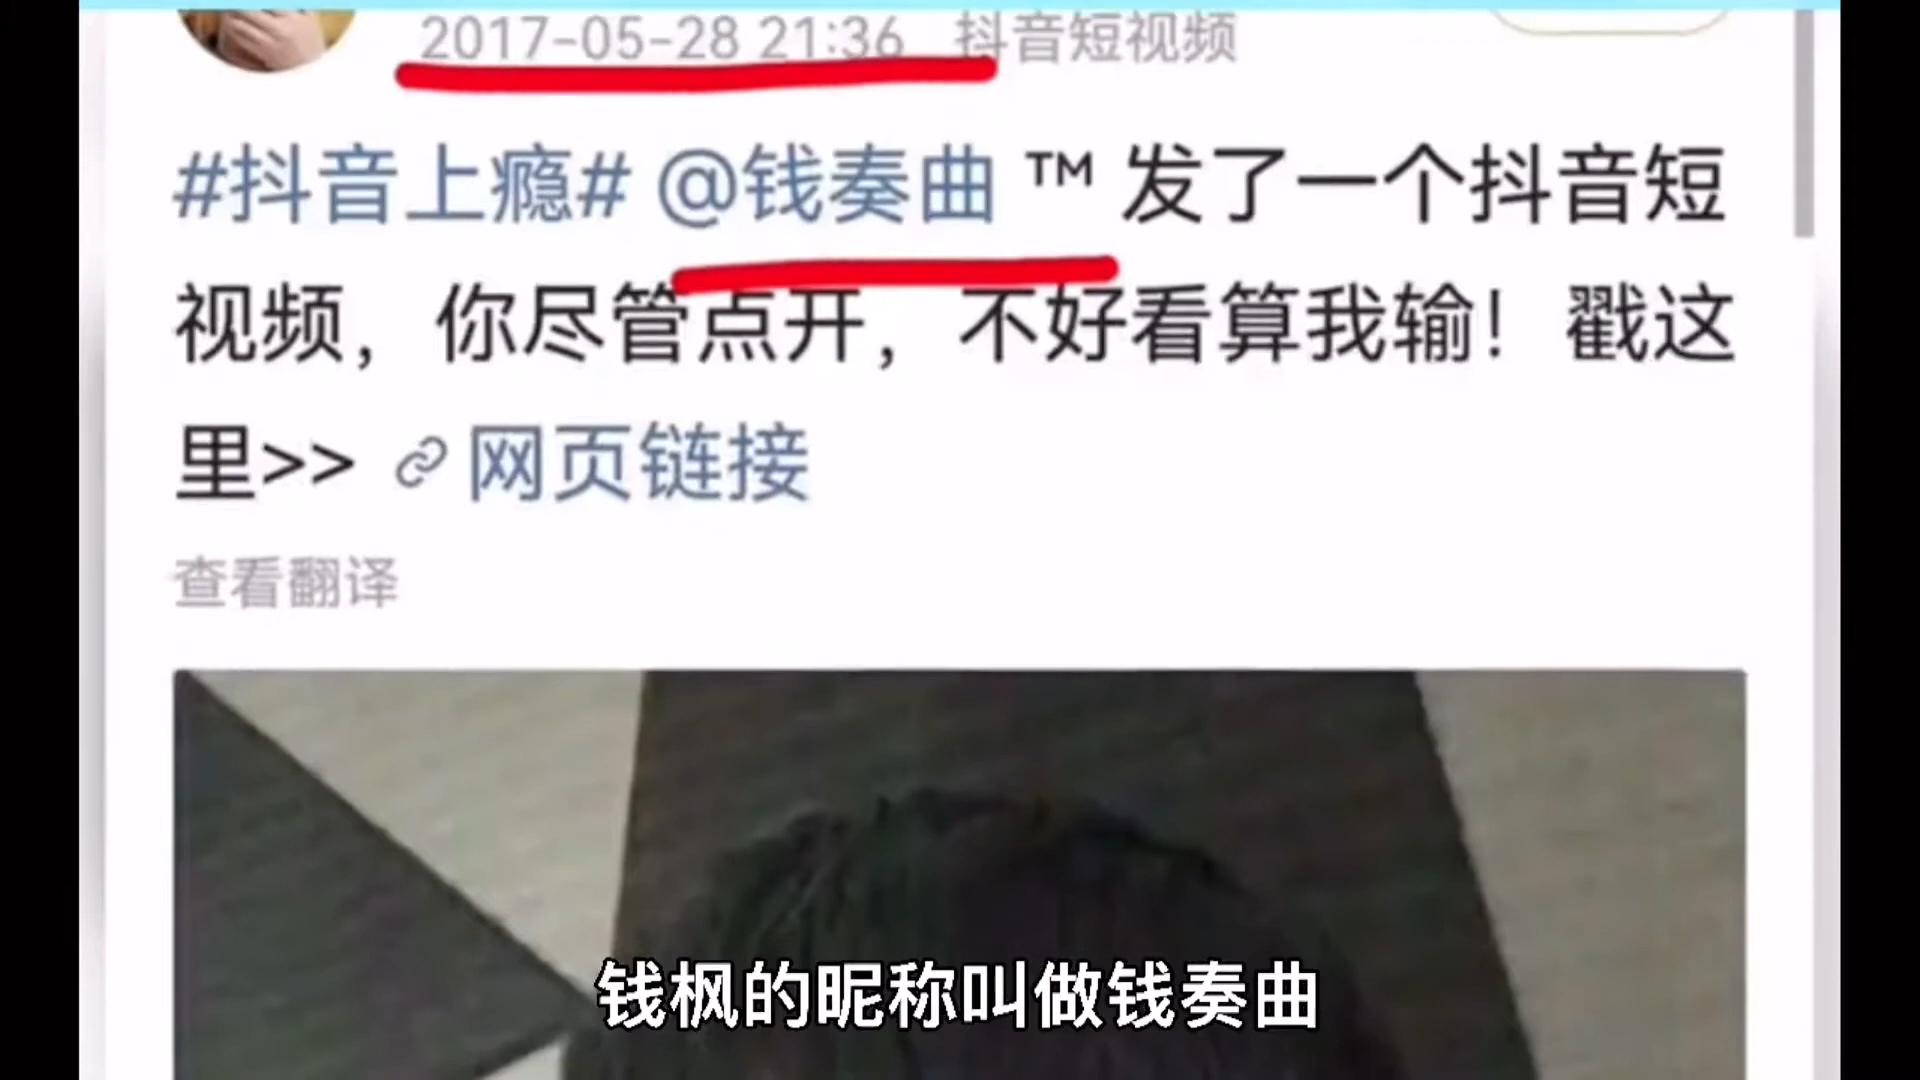 2017-05-28 21:36 抖音短视频
#抖音上瘾# @钱奏曲 ™ 发了一个抖音短
视频，你尽管点开，不好看算我输！戳这
里>> 网页链接
查看翻译
钱枫的昵称叫做钱奏曲